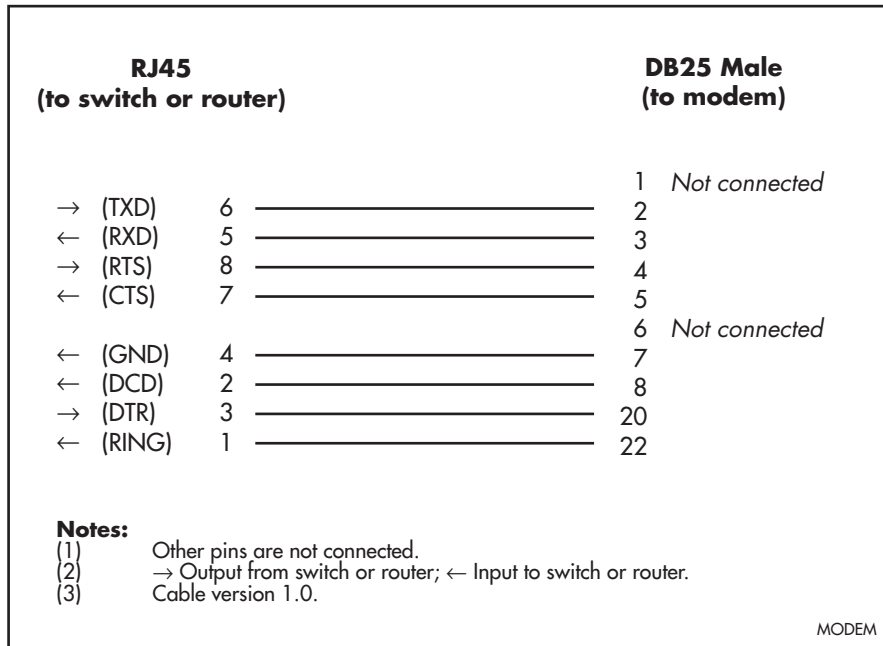 RJ45
(to switch or router)
DB25 Male
(to modem)
1 Not connected
→ (TXD) 6 2
← (RXD) 5 3
→ (RTS) 8 4
← (CTS) 7 5
6 Not connected
← (GND) 4 7
← (DCD) 2 8
→ (DTR) 3 20
← (RING) 1 22
Notes:
(1) Other pins are not connected.
(2) → Output from switch or router; ← Input to switch or router.
(3) Cable version 1.0.
MODEM